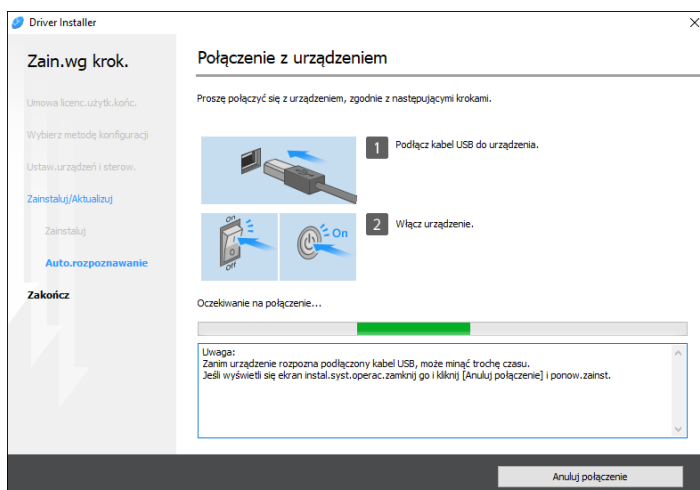 Driver Installer
Zain.wg krok.
Umowa licenc.użytk.końc.
Wybierz metodę konfiguracji
Ustaw.urządzeń i sterow.
Zainstaluj/Aktualizuj
Zainstaluj
Auto.rozpoznawanie
Zakończ
Połączenie z urządzeniem
Proszę połączyć się z urządzeniem, zgodnie z następującymi krokami.
1 Podłącz kabel USB do urządzenia.
On
Off
On
2 Włącz urządzenie.
Oczekiwanie na połączenie...
Uwaga:
Zanim urządzenie rozpozna podłączony kabel USB, może minąć trochę czasu.
Jeśli wyświetli się ekran instal.syst.operac.zamknij go i kliknij [Anuluj połączenie] i ponow.zainst.
Anuluj połączenie